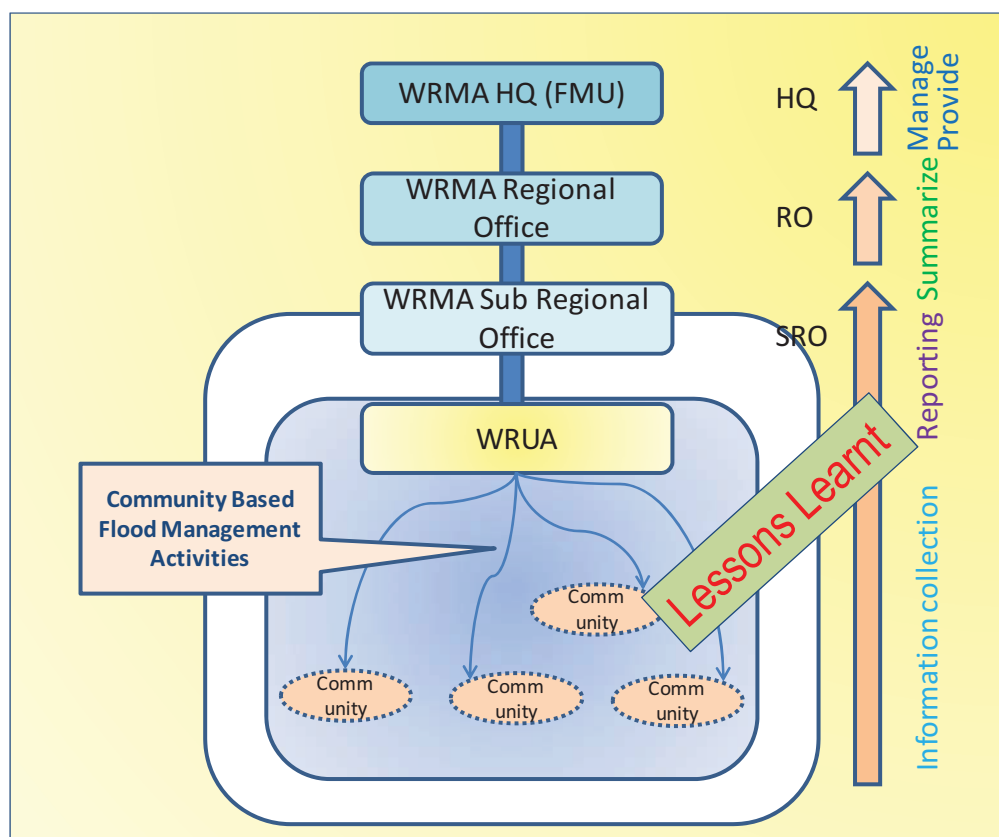 WRMA HQ (FMU)
HQ
Manage
Provide
WRMA Regional
Office
RO
Summarize
WRMA Sub Regional
Office
SRO
Reporting
WRUA
Lessons Learnt
Community Based
Flood Management
Activities
Information collection
Comm
unity
Comm
unity
Comm
unity
Comm
unity